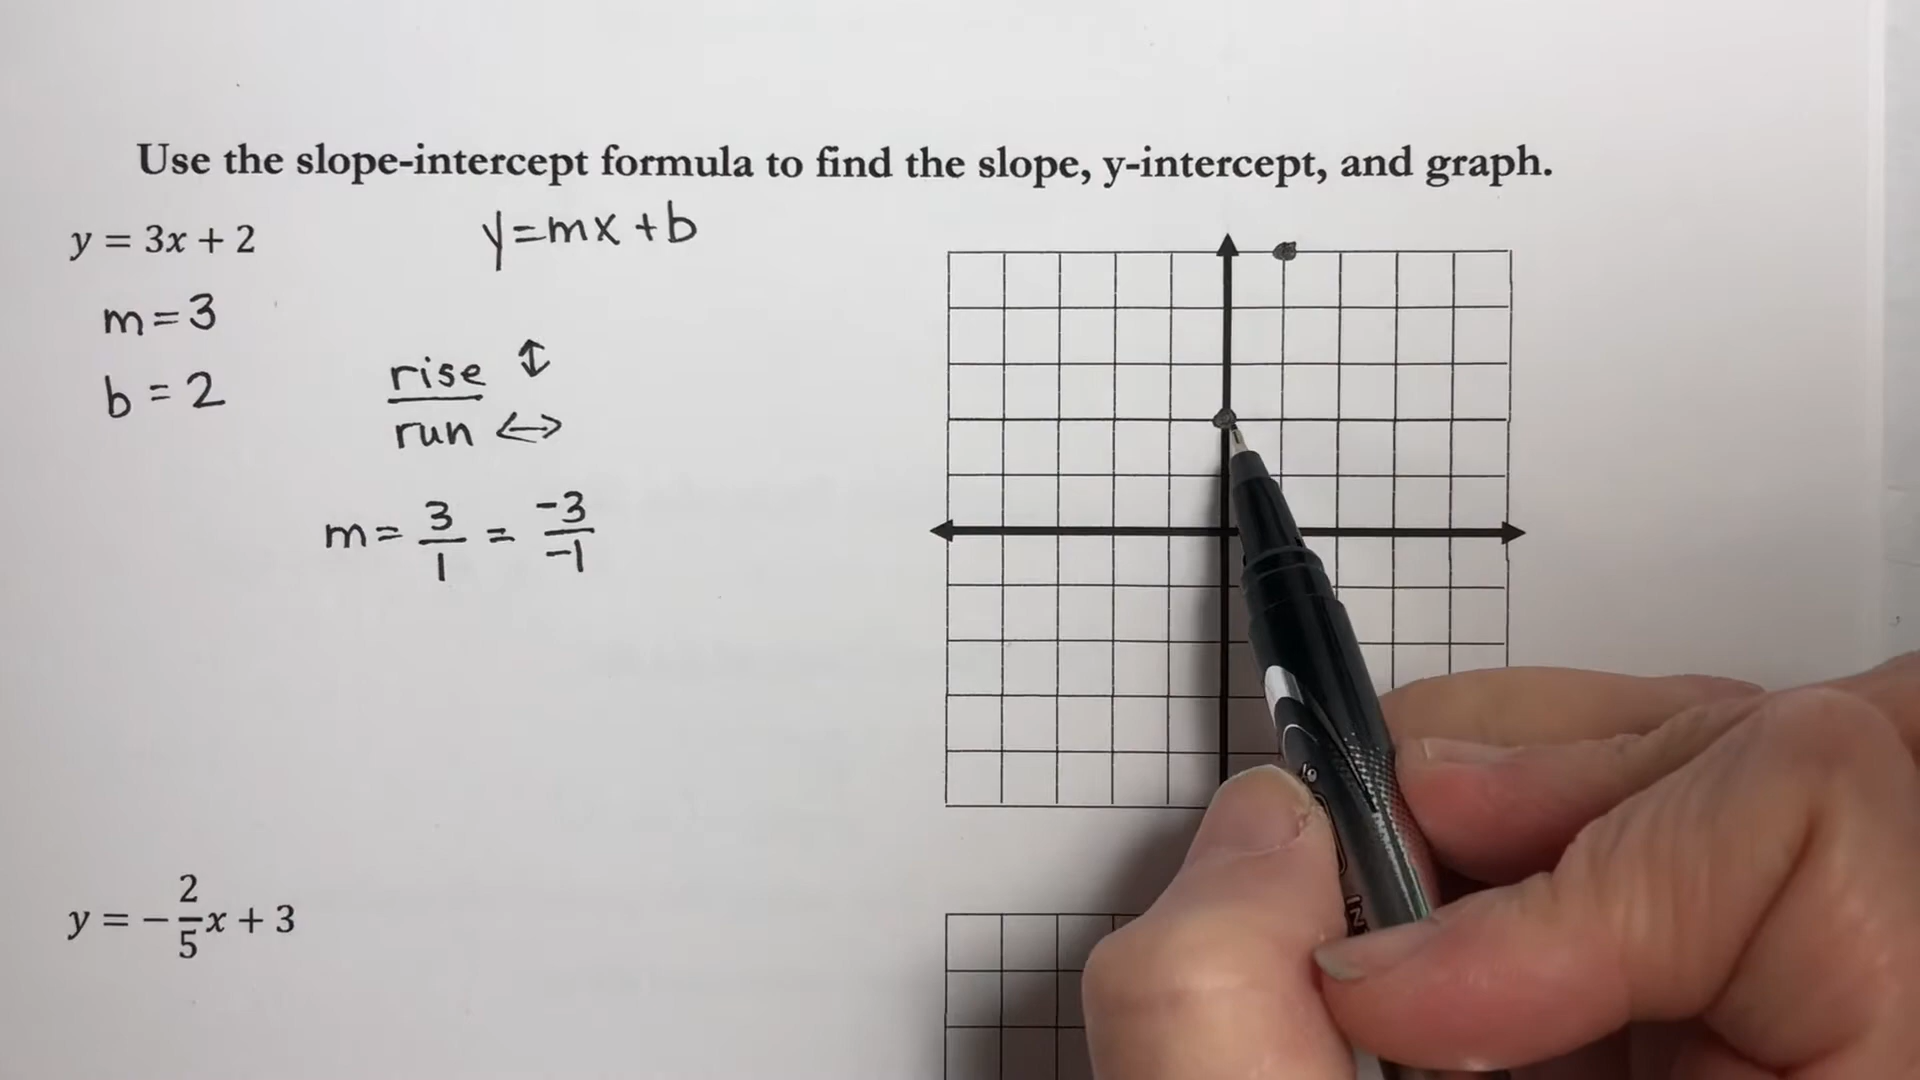 Use the slope-intercept formula to find the slope, y-intercept, and graph.
y = 3x + 2
y=mx+b
m=3
b=2
rise ↕
run ↔
m= 3/1 = -3/-1
y = -2/5x + 3